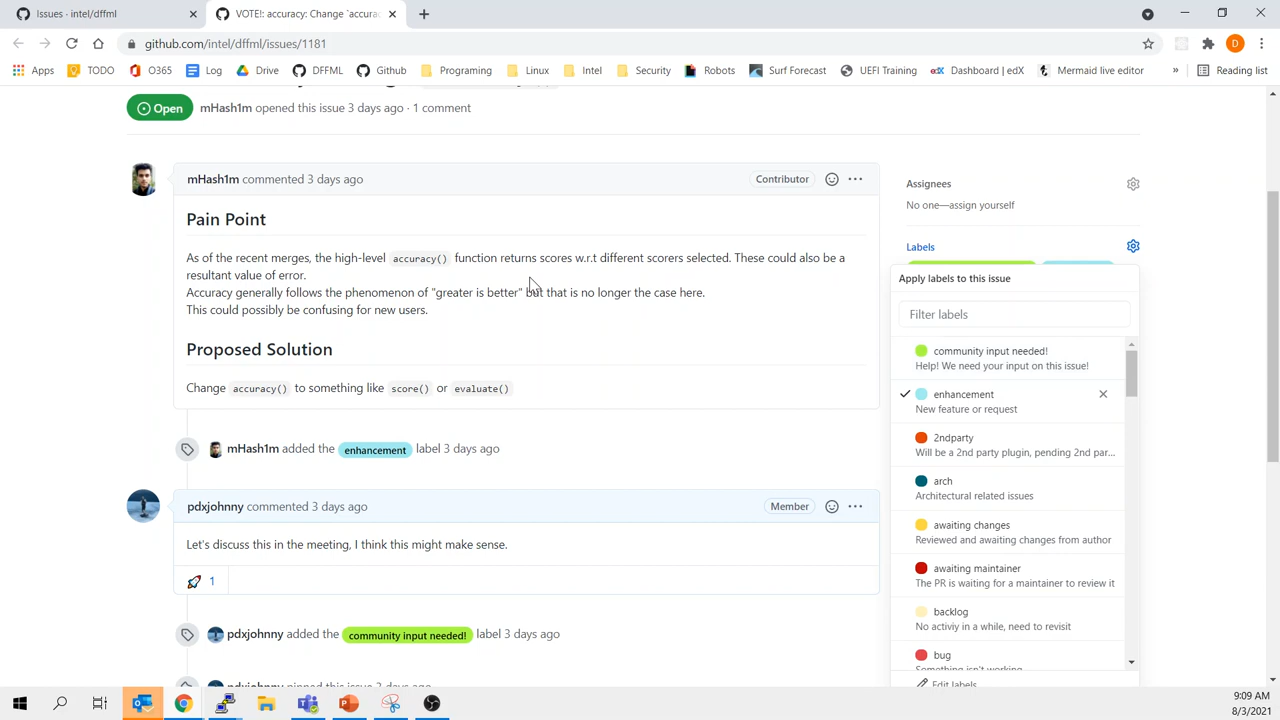 Issues - intel/dffml
VOTE!: accuracy: Change `accura
github.com/intel/dffml/issues/1181
Apps
TODO
O365
Log
Drive
DFFML
Github
Programing
Linux
Intel
Security
Robots
Surf Forecast
UEFI Training
Dashboard | edX
Mermaid live editor
»
Reading list
Open
mHash1m opened this issue 3 days ago · 1 comment
mHash1m commented 3 days ago
Contributor
Pain Point
As of the recent merges, the high-level accuracy() function returns scores w.r.t different scorers selected. These could also be a
resultant value of error.
Accuracy generally follows the phenomenon of "greater is better" but that is no longer the case here.
This could possibly be confusing for new users.
Proposed Solution
Change accuracy() to something like score() or evaluate()
mHash1m added the enhancement label 3 days ago
pdxjohnny commented 3 days ago
Member
Let's discuss this in the meeting, I think this might make sense.
1
pdxjohnny added the community input needed! label 3 days ago
pdxjohnny pinned this issue 3 days ago
Assignees
No one—assign yourself
Labels
Apply labels to this issue
Filter labels
community input needed!
Help! We need your input on this issue!
enhancement
New feature or request
2ndparty
Will be a 2nd party plugin, pending 2nd par...
arch
Architectural related issues
awaiting changes
Reviewed and awaiting changes from author
awaiting maintainer
The PR is waiting for a maintainer to review it
backlog
No activiy in a while, need to revisit
bug
Something isn't working
Edit labels
9:09 AM
8/3/2021